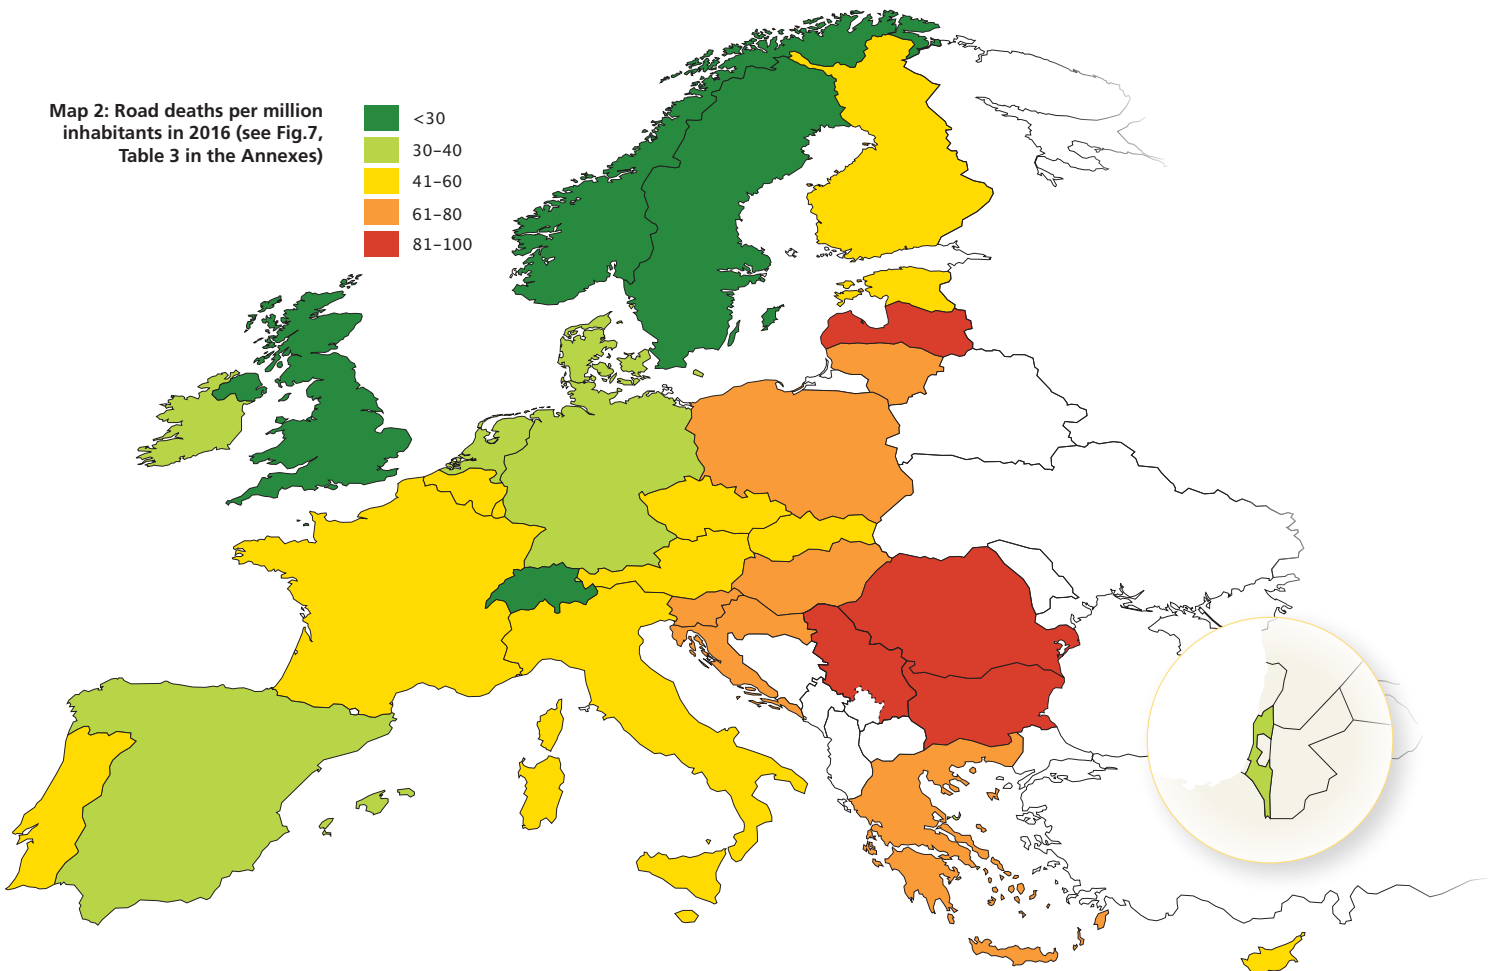 Map 2: Road deaths per million
inhabitants in 2016 (see Fig.7,
Table 3 in the Annexes)
<30
30–40
41–60
61–80
81–100